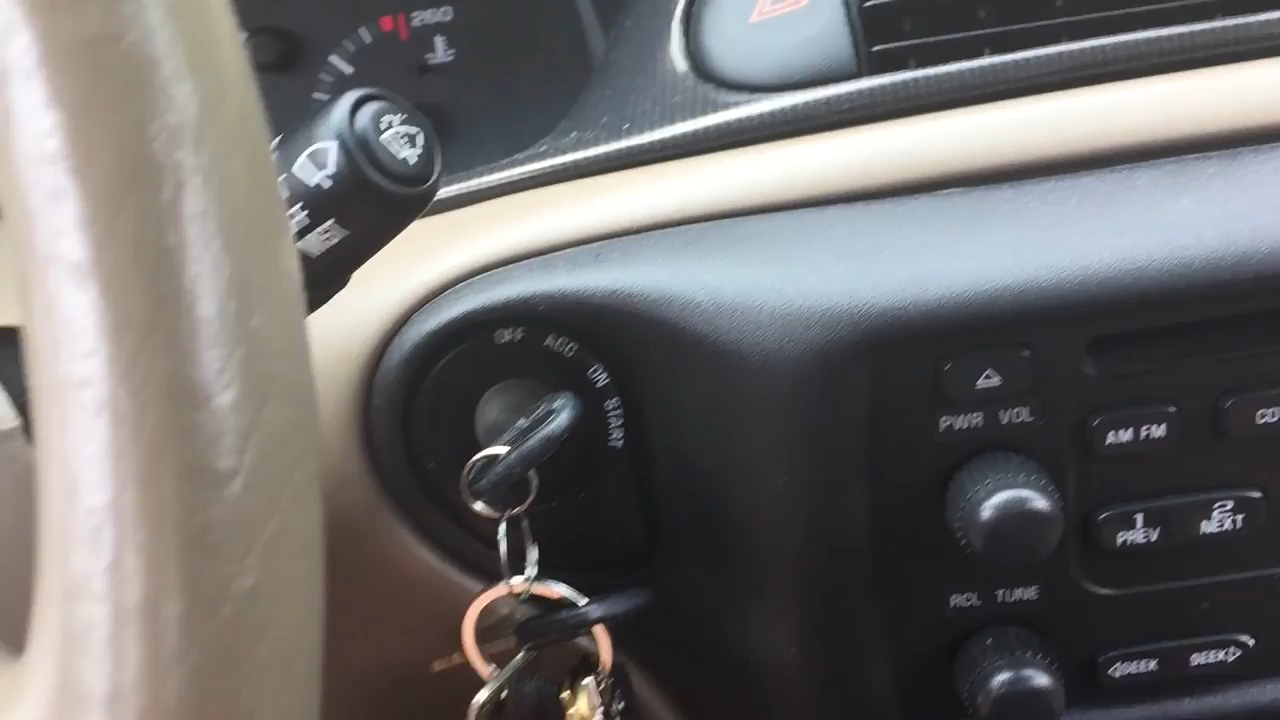 260
OFF ACC ON START
PWR VOL
AM FM
CD
1
PREV
2
NEXT
RCL TUNE
SEEK
SEEK